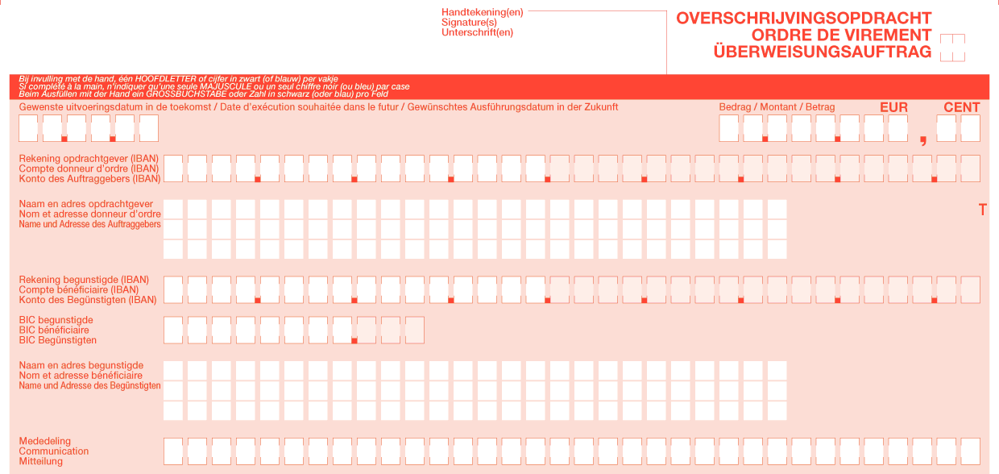 Handtekening(en)
Signature(s)
Unterschrift(en)
OVERSCHRIJVINGSOPDRACHT
ORDRE DE VIREMENT
ÜBERWEISUNGSAUFTRAG
Bij invulling met de hand, één HOOFDLETTER of cijfer in zwart (of blauw) per vakje
Si complété à la main, n'indiquer qu'une seule MAJUSCULE ou un seul chiffre noir (ou bleu) par case
Beim Ausfüllen mit der Hand ein GROSSBUCHSTABE oder Zahl in schwarz (oder blau) pro Feld
Gewenste uitvoeringsdatum in de toekomst / Date d'exécution souhaitée dans le futur / Gewünschtes Ausführungsdatum in der Zukunft
Bedrag / Montant / Betrag EUR CENT
,
Rekening opdrachtgever (IBAN)
Compte donneur d'ordre (IBAN)
Konto des Auftraggebers (IBAN)
Naam en adres opdrachtgever
Nom et adresse donneur d'ordre
Name und Adresse des Auftraggebers
T
Rekening begunstigde (IBAN)
Compte bénéficiaire (IBAN)
Konto des Begünstigten (IBAN)
BIC begunstigde
BIC bénéficiaire
BIC Begünstigten
Naam en adres begunstigde
Nom et adresse bénéficiaire
Name und Adresse des Begünstigten
Mededeling
Communication
Mitteilung